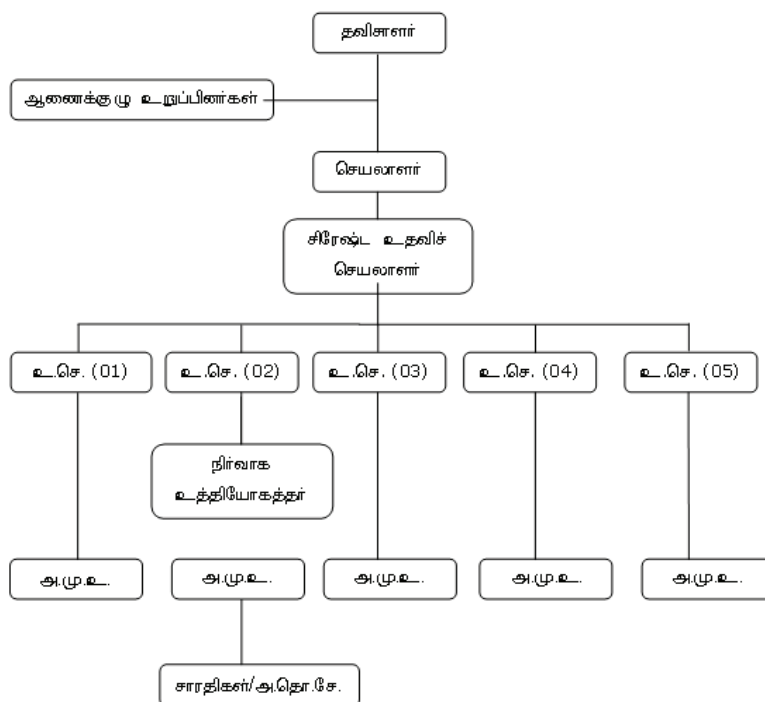 தவிசாளர்
ஆணைக்குழு உறுப்பினர்கள்
செயலாளர்
சிரேஷ்ட உதவிச்
செயலாளர்
உ.செ. (01)
உ.செ. (02)
உ.செ. (03)
உ.செ. (04)
உ.செ. (05)
நிர்வாக
உத்தியோகத்தர்
அ.மு.உ.
அ.மு.உ.
அ.மு.உ.
அ.மு.உ.
அ.மு.உ.
சாரதிகள்/அ.தொ.சே.